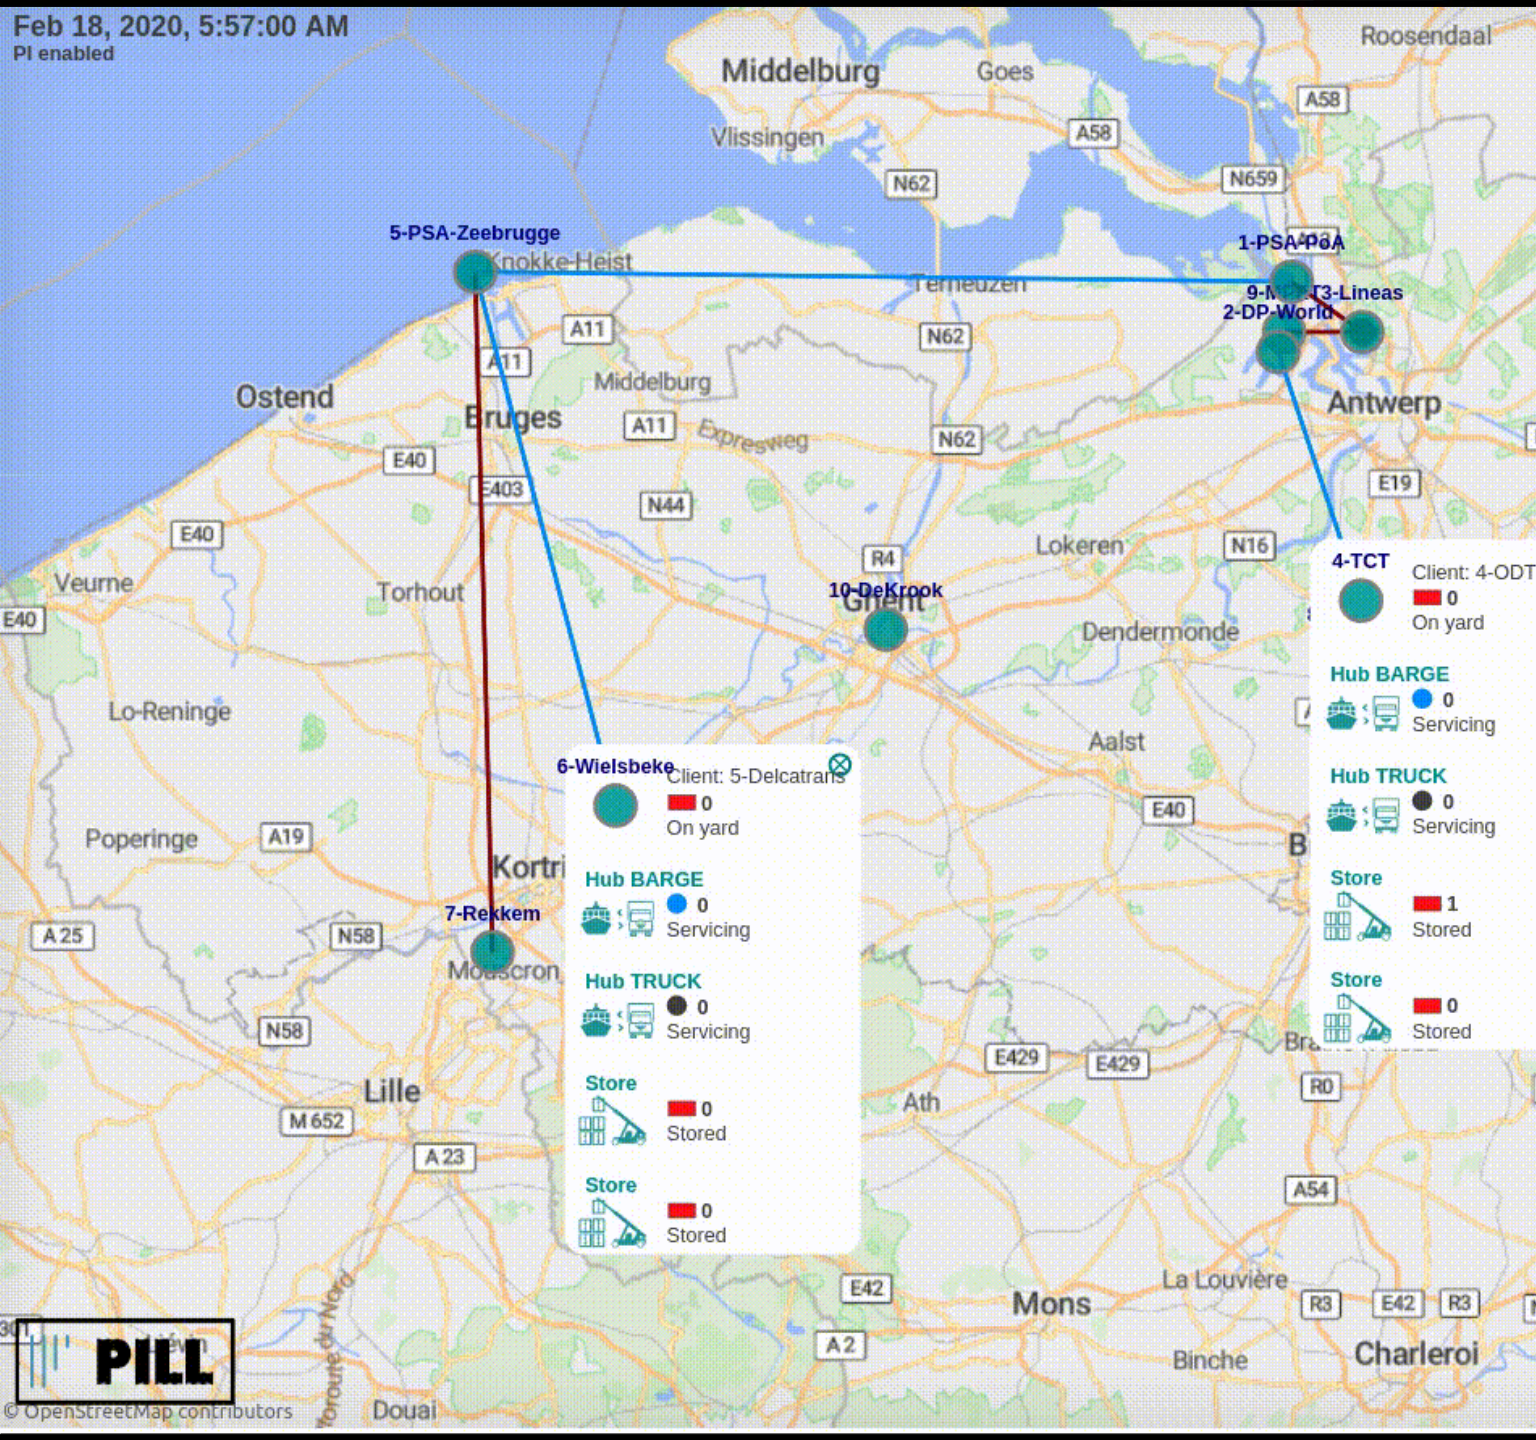 Feb 18, 2020, 5:57:00 AM
PI enabled
Roosendaal
Middelburg
Goes
A58
A58
Vlissingen
N62
N659
5-PSA-Zeebrugge
1-PSA-PoA
Knokke-Heist
Terneuzen
3-Lineas
2-DP-World
A11
N62
A11
Middelburg
Ostend
Bruges
Antwerp
A11
Expresweg
N62
E40
E403
E19
N44
E40
Lokeren
N16
R4
Veurne
Torhout
10-DeKrook
Ghent
E40
Dendermonde
4-TCT
Client: 4-ODT
0
On yard
Hub BARGE
0
Servicing
Hub TRUCK
0
Servicing
Store
1
Stored
Store
0
Stored
Lo-Reninge
Aalst
6-Wielsbeke
Client: 5-Delcatrans
0
On yard
Hub BARGE
0
Servicing
Hub TRUCK
0
Servicing
Store
0
Stored
Store
0
Stored
E40
Poperinge
A19
Kortri
7-Rekkem
A 25
N58
Mouscron
N58
E429
E429
R0
Lille
Ath
M 652
A 23
A54
La Louvière
E42
Mons
R3
E42
R3
A 2
Binche
Charleroi
PILL
© OpenStreetMap contributors
Douai